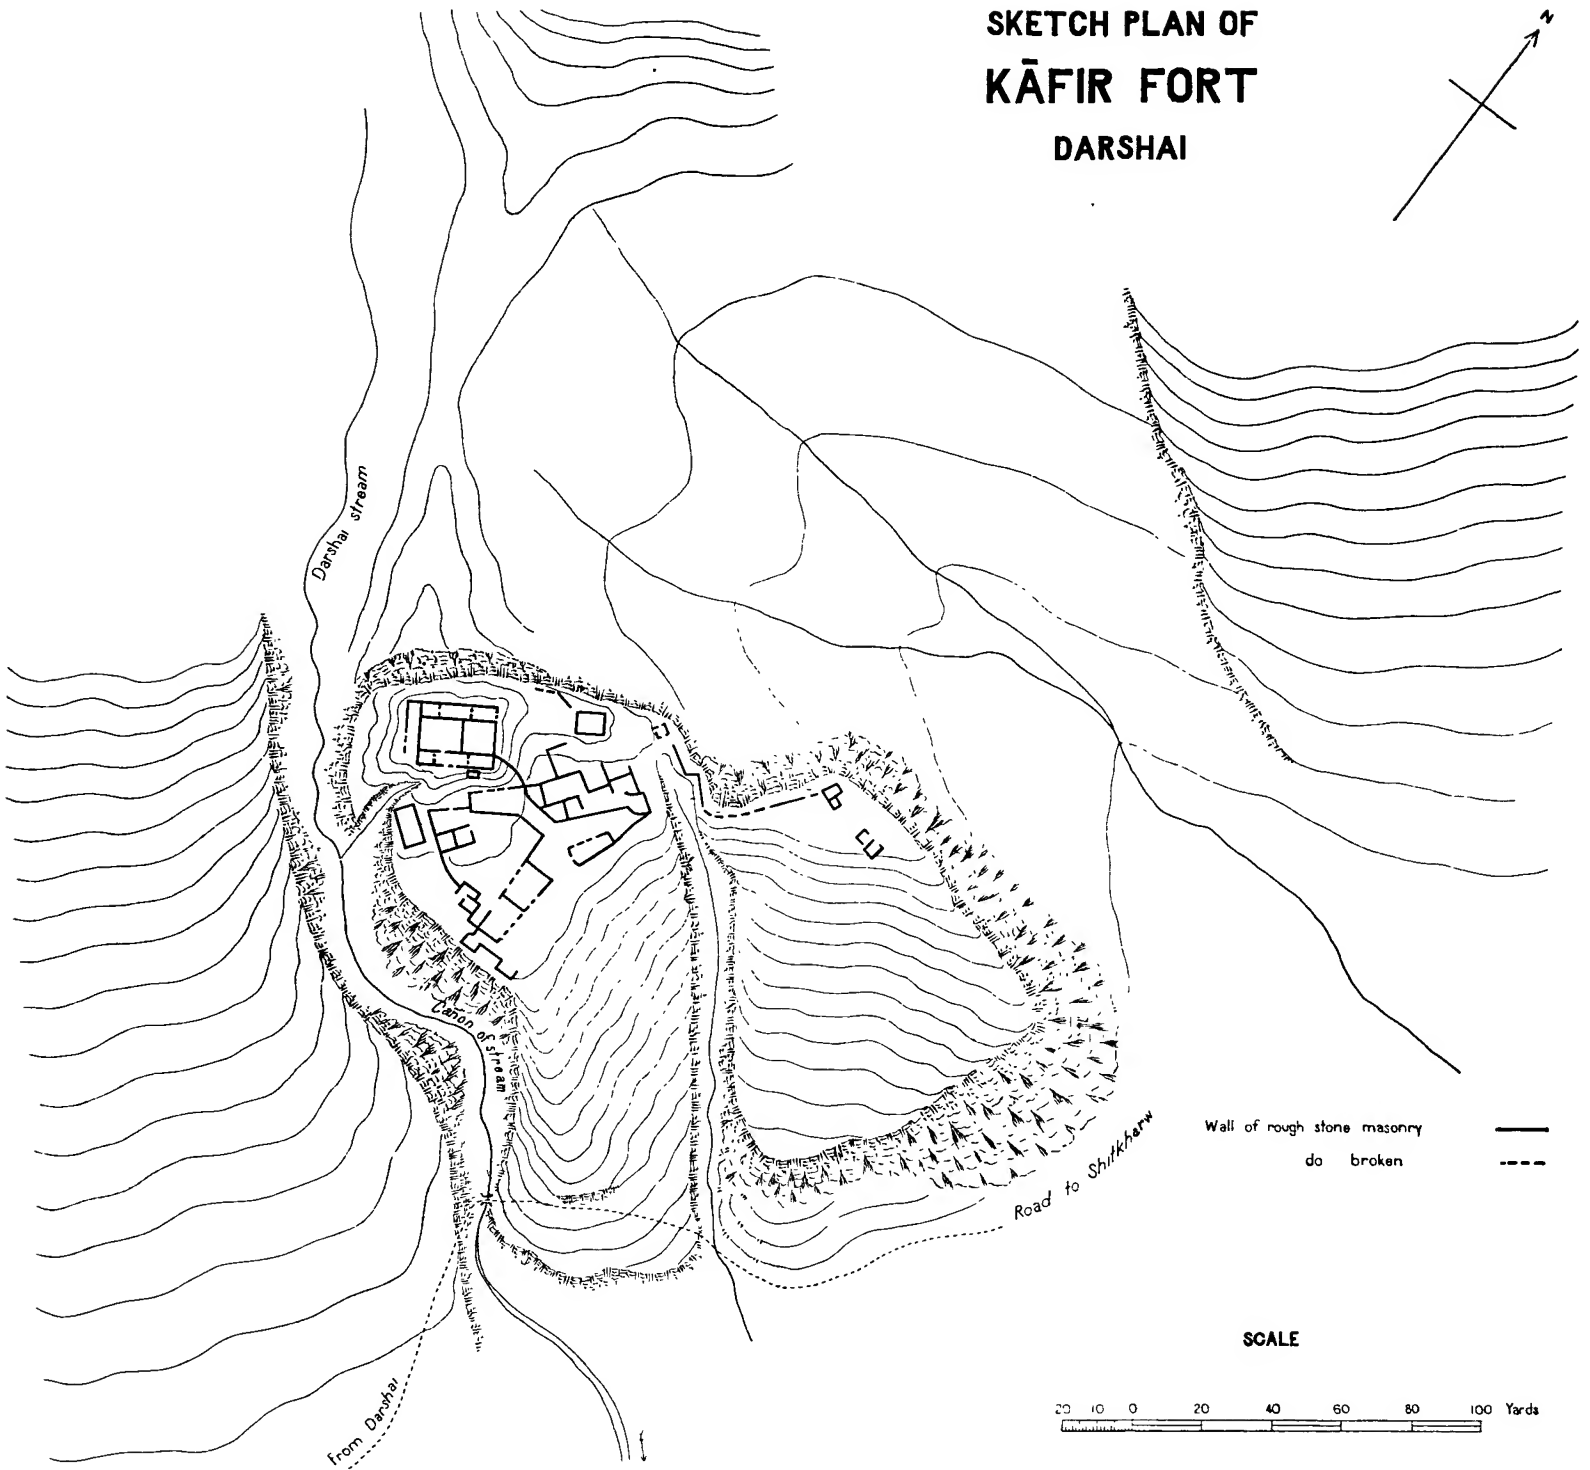 SKETCH PLAN OF
KĀFIR FORT
DARSHAI
N
Darshai stream
Cañon of stream
Road to Shitkharw
From Darshai
Wall of rough stone masonry
do broken
SCALE
20 10 0 20 40 60 80 100 Yards